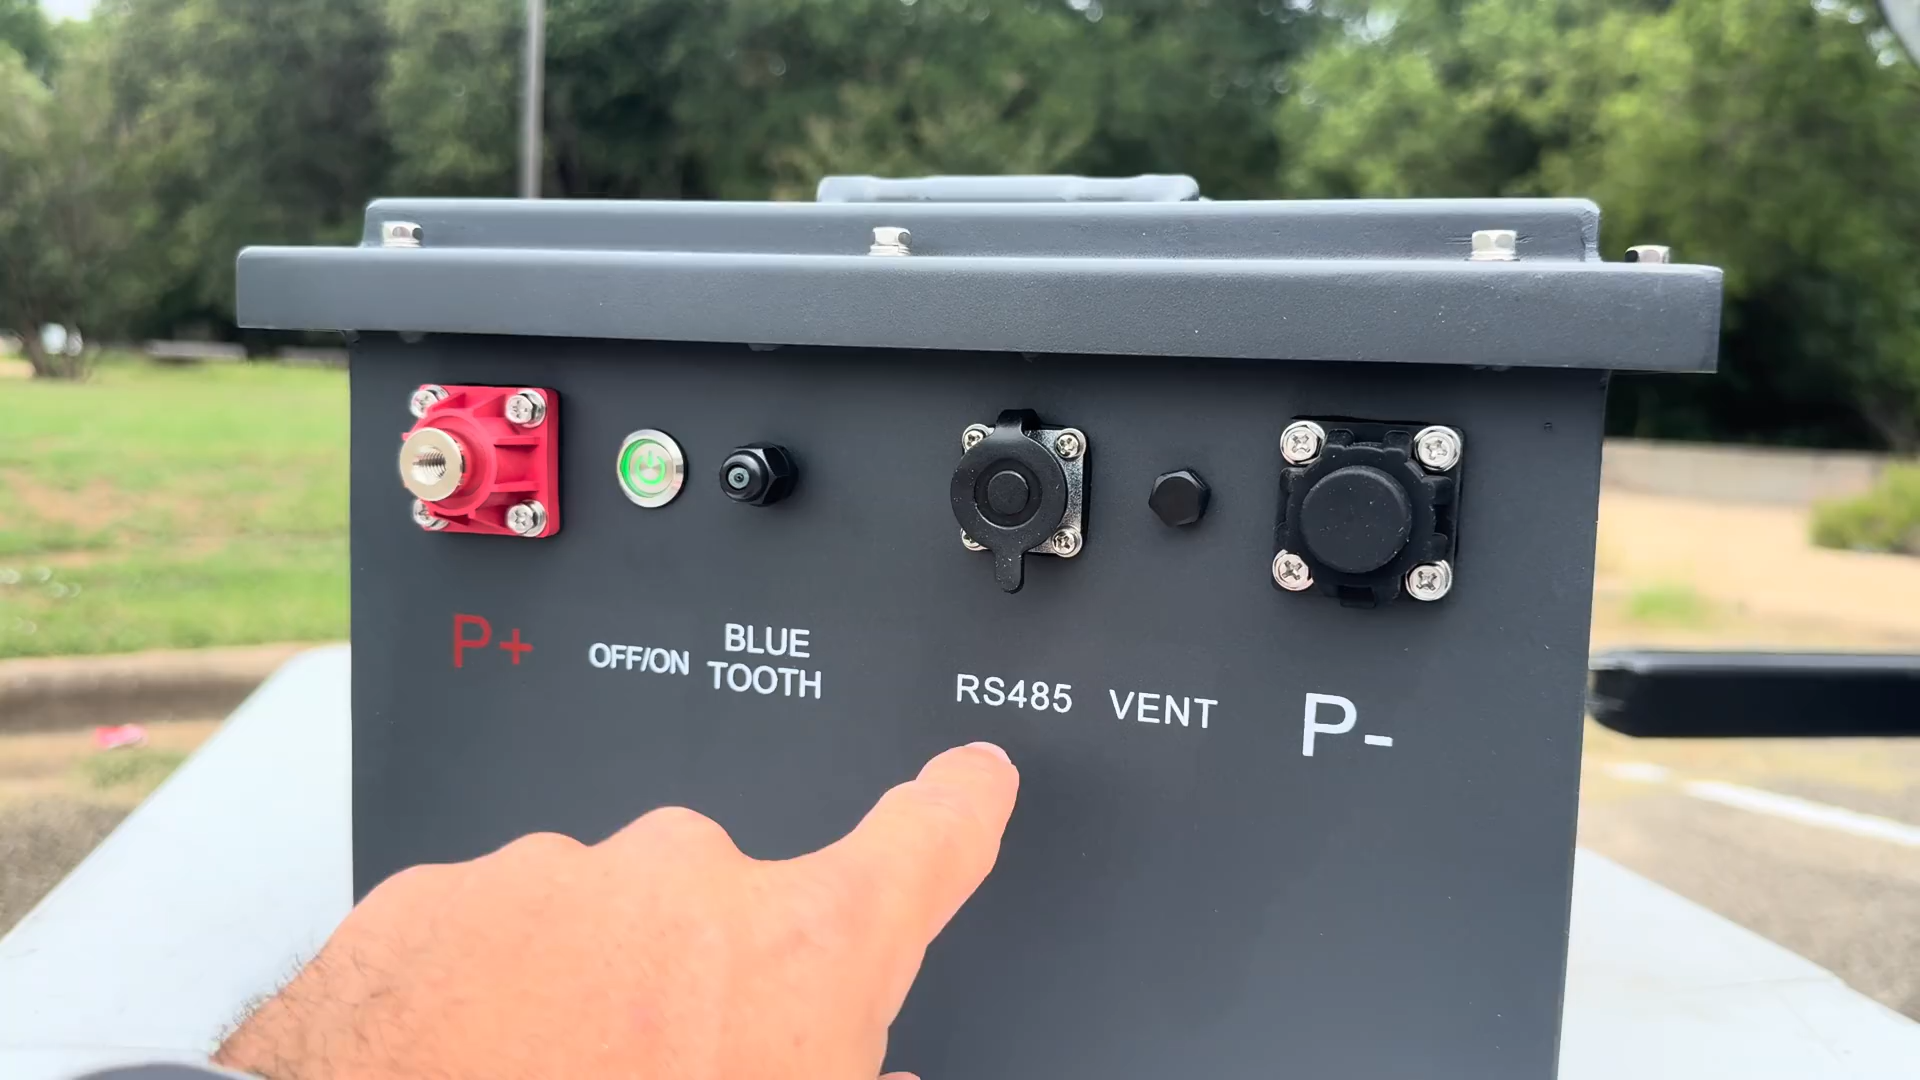 P+
OFF/ON
BLUE
TOOTH
RS485
VENT
P-